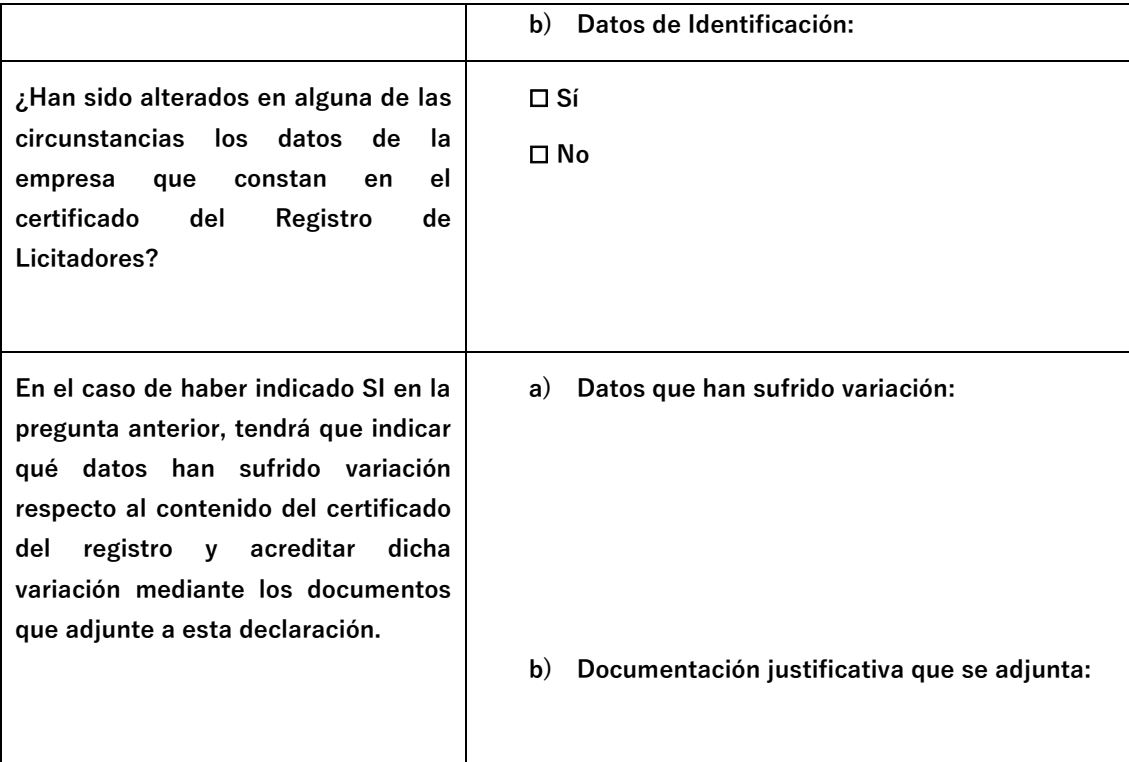 b) Datos de Identificación:
¿Han sido alterados en alguna de las
circunstancias los datos de la
empresa que constan en el
certificado del Registro de
Licitadores?
☐ Sí
☐ No
En el caso de haber indicado SI en la
pregunta anterior, tendrá que indicar
qué datos han sufrido variación
respecto al contenido del certificado
del registro y acreditar dicha
variación mediante los documentos
que adjunte a esta declaración.
a) Datos que han sufrido variación:
b) Documentación justificativa que se adjunta: